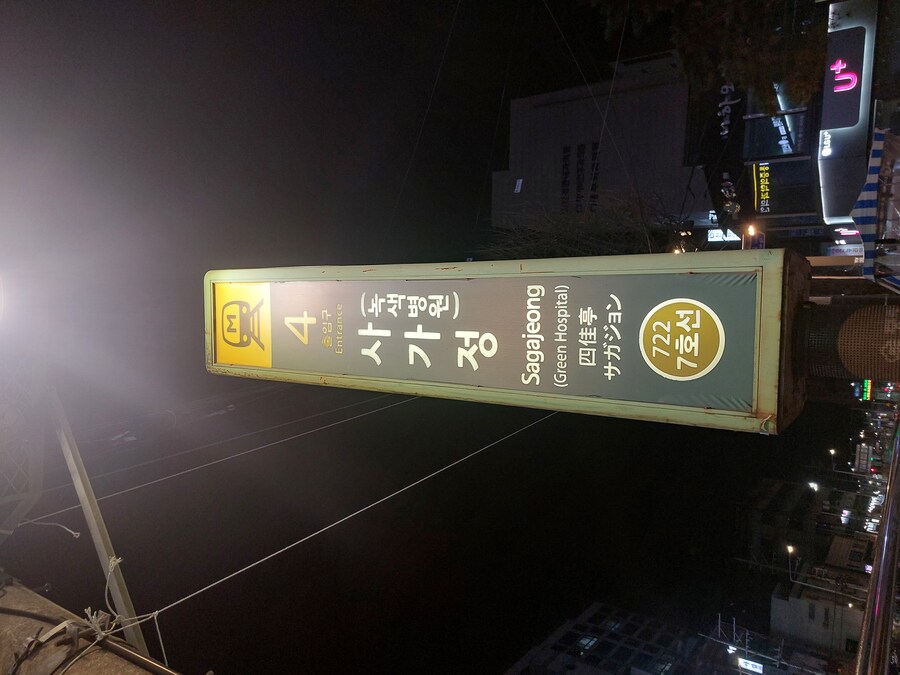 M
4
출입구
Entrance
사가정
(녹색병원)
Sagajeong
(Green Hospital)
四佳亭
サガジョン
722
7호선
U+